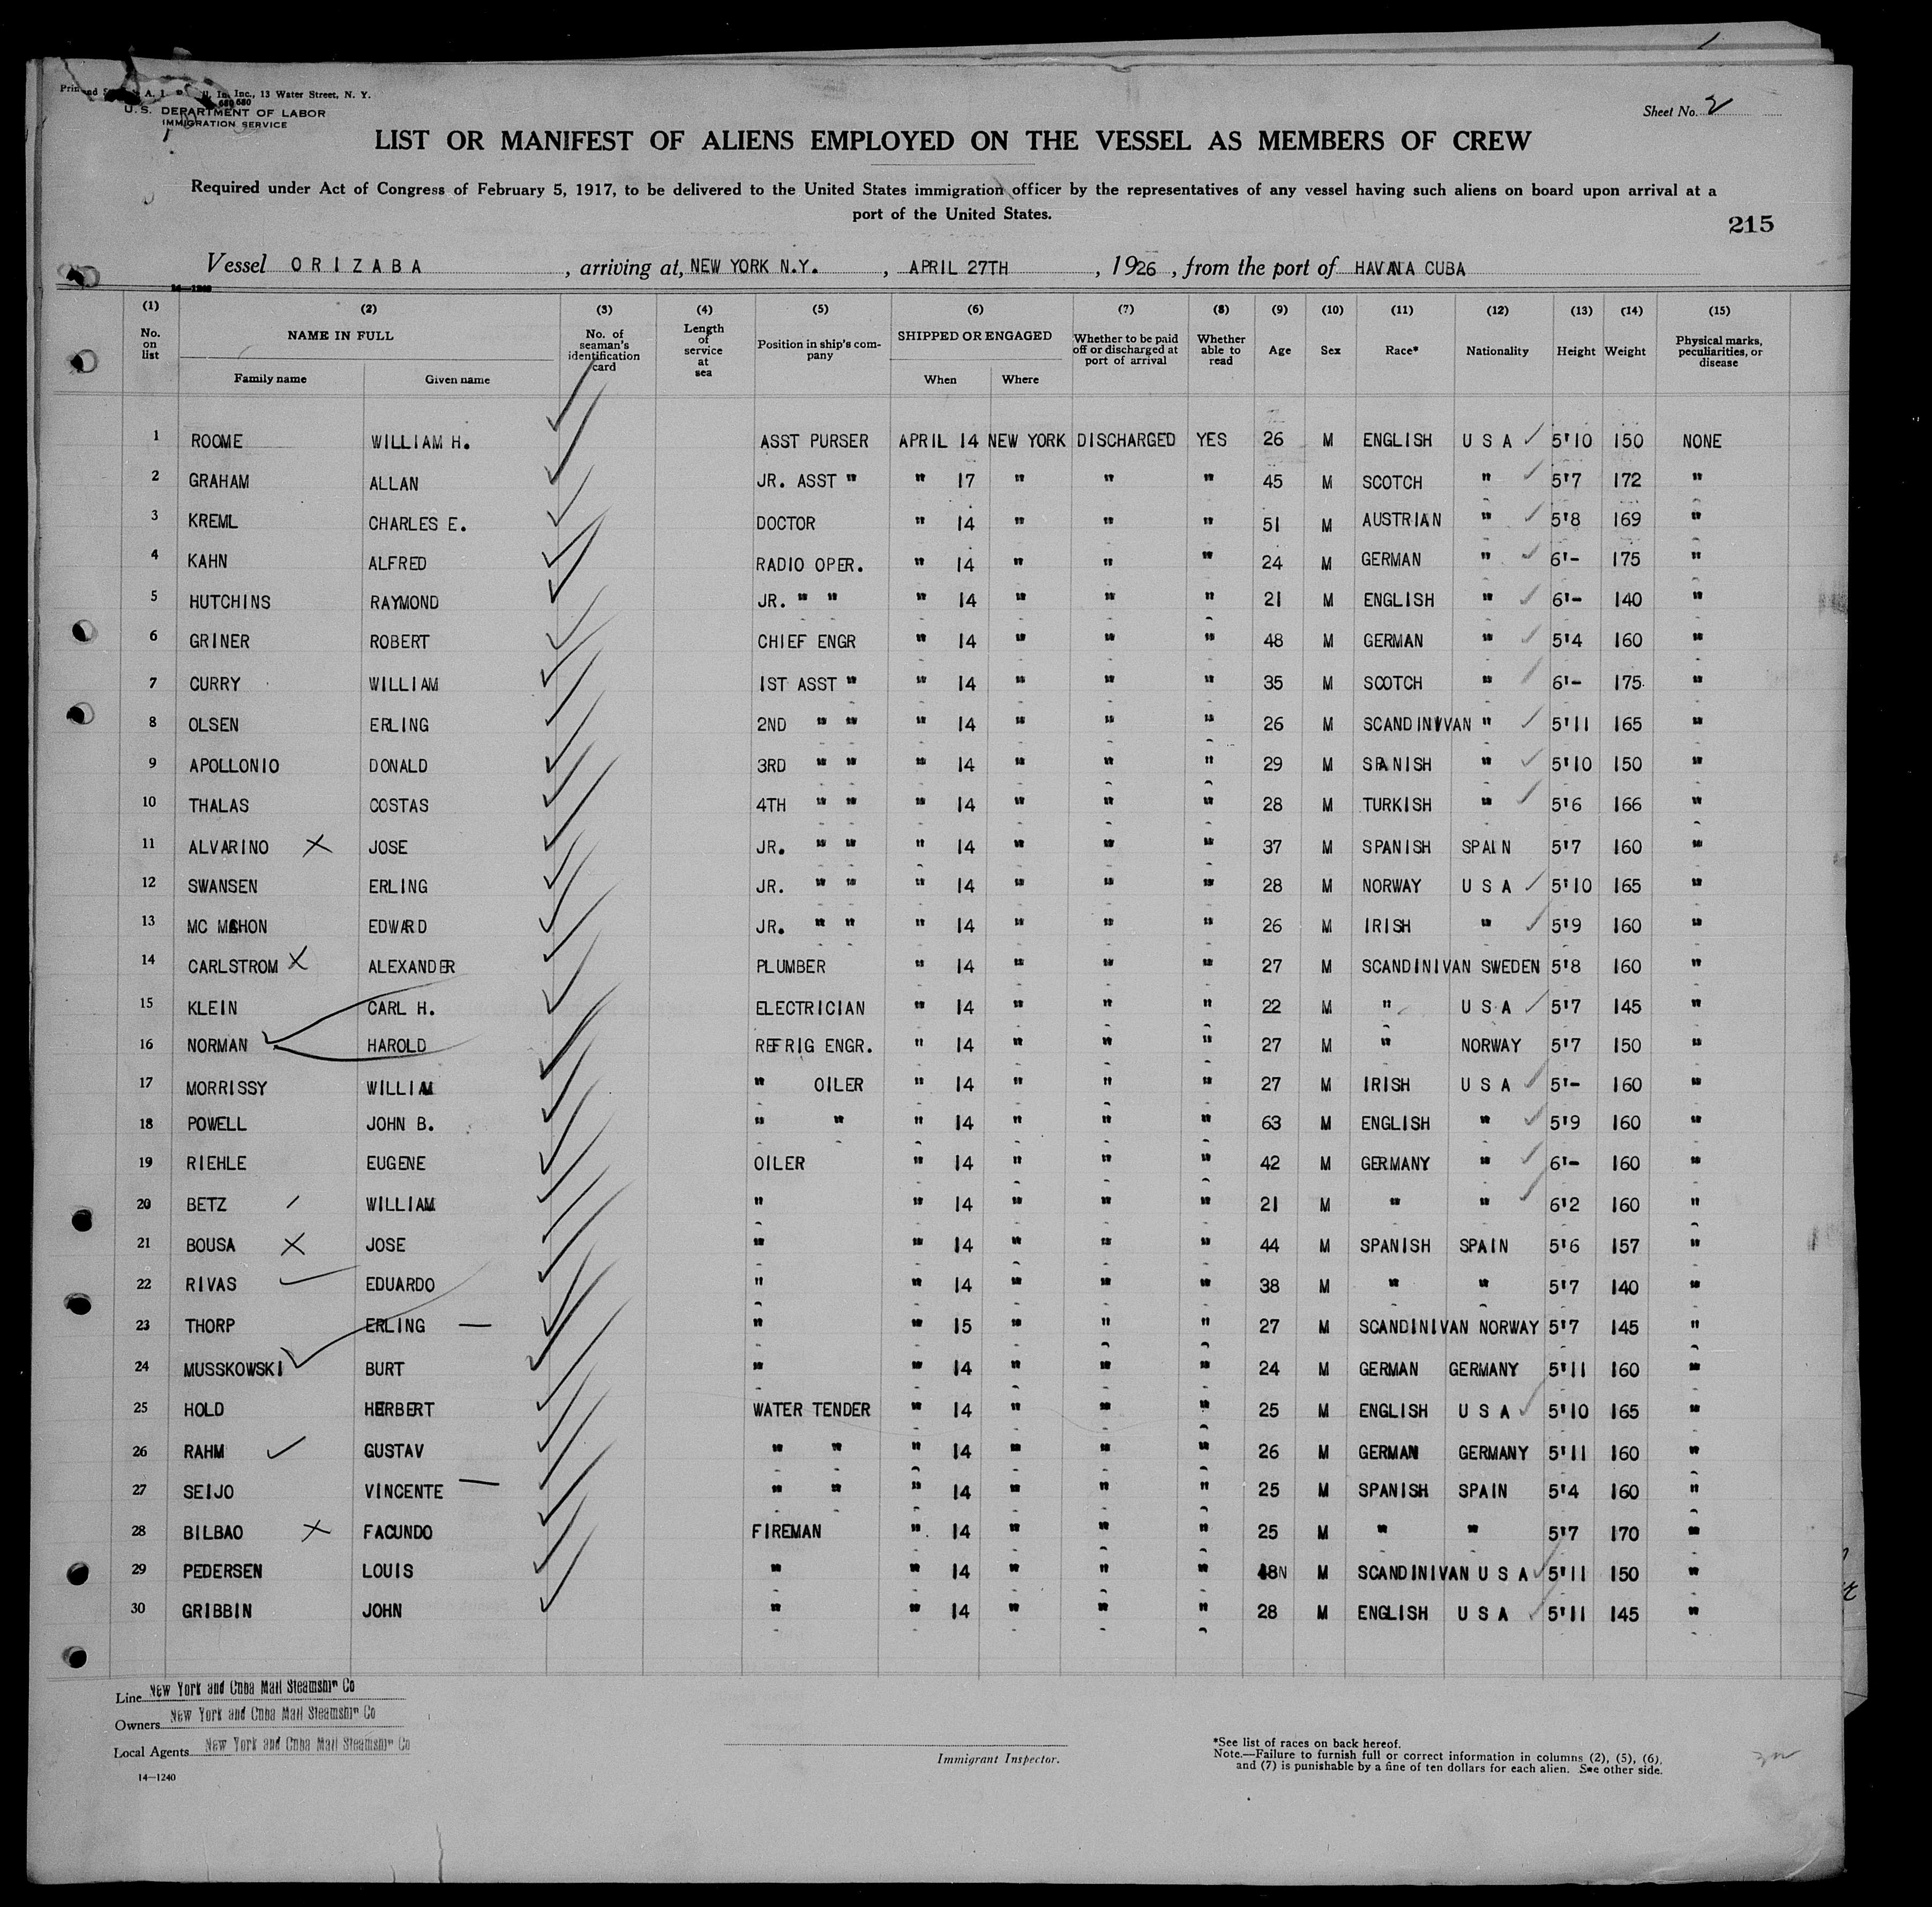 U.S. DEPARTMENT OF LABOR
IMMIGRATION SERVICE
Inc., 13 Water Street, N. Y.
Sheet No. 2
LIST OR MANIFEST OF ALIENS EMPLOYED ON THE VESSEL AS MEMBERS OF CREW
Required under Act of Congress of February 5, 1917, to be delivered to the United States immigration officer by the representatives of any vessel having such aliens on board upon arrival at a
port of the United States.
215
Vessel ORIZABA, arriving at, NEW YORK N.Y., APRIL 27TH, 1926, from the port of HAVANA CUBA
(1) (2) (3) (4) (5) (6) (7) (8) (9) (10) (11) (12) (13) (14) (15)
No. on list NAME IN FULL No. of seaman's identification card Length of service at sea Position in ship's company SHIPPED OR ENGAGED Whether to be paid off or discharged at port of arrival Whether able to read Age Sex Race* Nationality Height Weight Physical marks, peculiarities, or disease
Family name Given name When Where
1 ROOME WILLIAM H. ASST PURSER APRIL 14 NEW YORK DISCHARGED YES 26 M ENGLISH U S A 5'10 150 NONE
2 GRAHAM ALLAN JR. ASST " " 17 " " " 45 M SCOTCH " 5'7 172 "
3 KREML CHARLES E. DOCTOR " 14 " " " 51 M AUSTRIAN " 5'8 169 "
4 KAHN ALFRED RADIO OPER. " 14 " " " 24 M GERMAN " 6'- 175 "
5 HUTCHINS RAYMOND JR. " " " 14 " " " 21 M ENGLISH " 6'- 140 "
6 GRINER ROBERT CHIEF ENGR " 14 " " " 48 M GERMAN " 5'4 160 "
7 CURRY WILLIAM 1ST ASST " " 14 " " " 35 M SCOTCH " 6'- 175 "
8 OLSEN ERLING 2ND " " " 14 " " " 26 M SCANDINIVAN " 5'11 165 "
9 APOLLONIO DONALD 3RD " " " 14 " " " 29 M SPANISH " 5'10 150 "
10 THALAS COSTAS 4TH " " " 14 " " " 28 M TURKISH " 5'6 166 "
11 ALVARINO X JOSE JR. " " " 14 " " " 37 M SPANISH SPAIN 5'7 160 "
12 SWANSEN ERLING JR. " " " 14 " " " 28 M NORWAY U S A 5'10 165 "
13 MC MAHON EDWARD JR. " " " 14 " " " 26 M IRISH " 5'9 160 "
14 CARLSTROM X ALEXANDER PLUMBER " 14 " " " 27 M SCANDINIVAN SWEDEN 5'8 160 "
15 KLEIN CARL H. ELECTRICIAN " 14 " " " 22 M " U S A 5'7 145 "
16 NORMAN HAROLD REFRIG ENGR. " 14 " " " 27 M " NORWAY 5'7 150 "
17 MORRISSY WILLIAM " OILER " 14 " " " 27 M IRISH U S A 5'- 160 "
18 POWELL JOHN B. " " " 14 " " " 63 M ENGLISH " 5'9 160 "
19 RIEHLE EUGENE OILER " 14 " " " 42 M GERMANY " 6'- 160 "
20 BETZ WILLIAM " " 14 " " " 21 M " " 6'2 160 "
21 BOUSA X JOSE " " 14 " " " 44 M SPANISH SPAIN 5'6 157 "
22 RIVAS EDUARDO " " 14 " " " 38 M " " 5'7 140 "
23 THORP ERLING " " 15 " " " 27 M SCANDINIVAN NORWAY 5'7 145 "
24 MUSSKOWSKI BURT " " 14 " " " 24 M GERMAN GERMANY 5'11 160 "
25 HOLD HERBERT WATER TENDER " 14 " " " 25 M ENGLISH U S A 5'10 165 "
26 RAHM GUSTAV " " " 14 " " " 26 M GERMAN GERMANY 5'11 160 "
27 SEIJO VINCENTE " " " 14 " " " 25 M SPANISH SPAIN 5'4 160 "
28 BILBAO X FACUNDO FIREMAN " 14 " " " 25 M " " 5'7 170 "
29 PEDERSEN LOUIS " " 14 " " " 48N M SCANDINIVAN U S A 5'11 150 "
30 GRIBBIN JOHN " " 14 " " " 28 M ENGLISH U S A 5'11 145 "
Line New York and Cuba Mail Steamship Co
Owners New York and Cuba Mail Steamship Co
Local Agents New York and Cuba Mail Steamship Co
14—1240
Immigrant Inspector.
*See list of races on back hereof.
Note.—Failure to furnish full or correct information in columns (2), (5), (6),
and (7) is punishable by a fine of ten dollars for each alien. See other side.